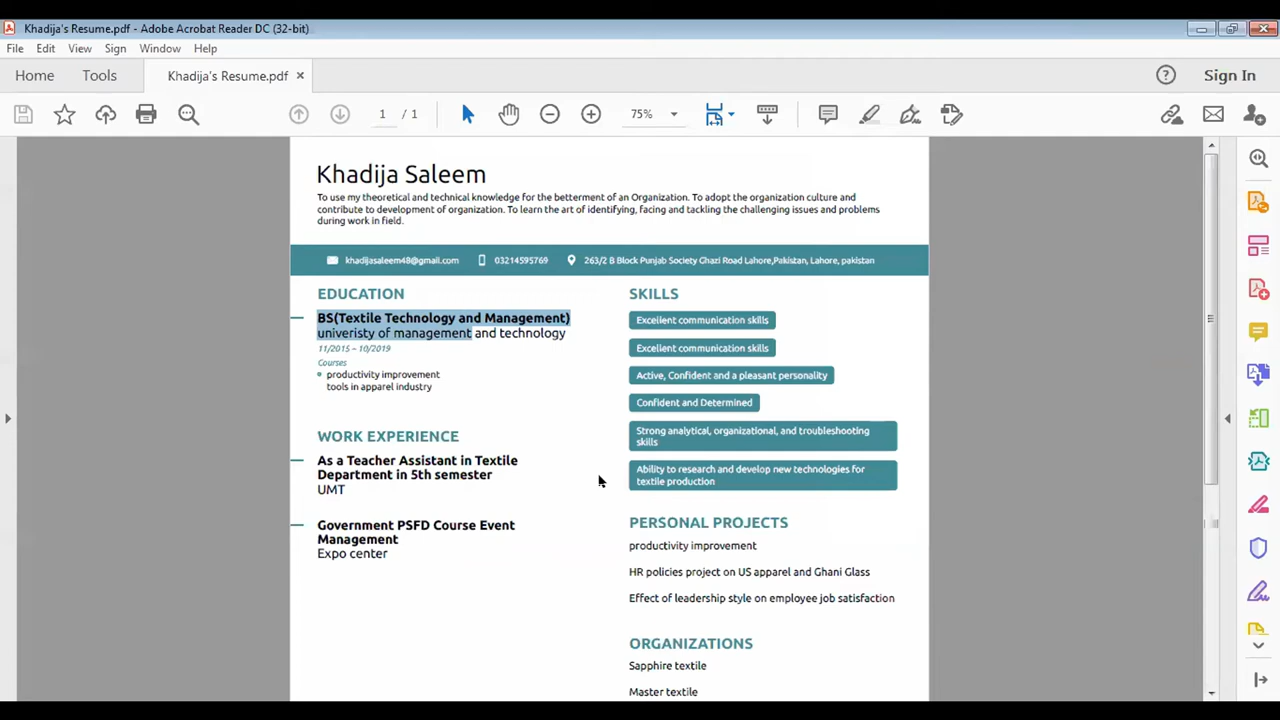 Khadija's Resume.pdf - Adobe Acrobat Reader DC (32-bit)
File Edit View Sign Window Help
Home Tools Khadija's Resume.pdf × Sign In
1 / 1 75%
Khadija Saleem
To use my theoretical and technical knowledge for the betterment of an Organization. To adopt the organization culture and
contribute to development of organization. To learn the art of identifying, facing and tackling the challenging issues and problems
during work in field.
khadijasaleem48@gmail.com 03214595769 263/2 B Block Punjab Society Ghazi Road Lahore,Pakistan, Lahore, pakistan
EDUCATION
BS(Textile Technology and Management)
univeristy of management and technology
11/2015 – 10/2019
Courses
productivity improvement
tools in apparel industry
WORK EXPERIENCE
As a Teacher Assistant in Textile
Department in 5th semester
UMT
Government PSFD Course Event
Management
Expo center
SKILLS
Excellent communication skills
Excellent communication skills
Active, Confident and a pleasant personality
Confident and Determined
Strong analytical, organizational, and troubleshooting
skills
Ability to research and develop new technologies for
textile production
PERSONAL PROJECTS
productivity improvement
HR policies project on US apparel and Ghani Glass
Effect of leadership style on employee job satisfaction
ORGANIZATIONS
Sapphire textile
Master textile